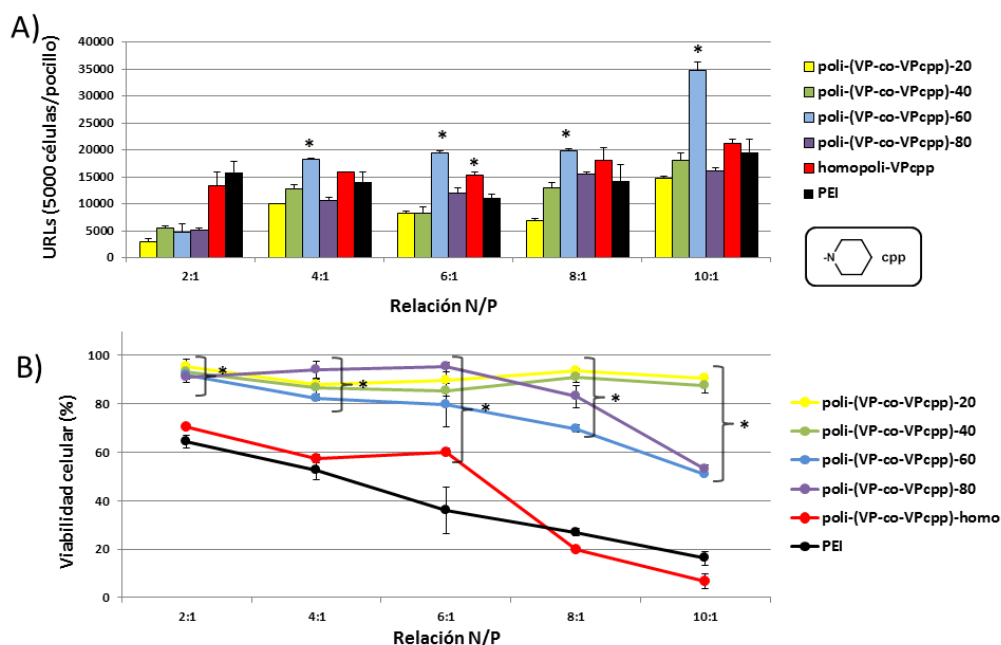 A)
URLs (5000 células/pocillo)
40000
35000
30000
25000
20000
15000
10000
5000
0
* * * * *
2:1 4:1 6:1 8:1 10:1
Relación N/P
poli-(VP-co-VPcpp)-20
poli-(VP-co-VPcpp)-40
poli-(VP-co-VPcpp)-60
poli-(VP-co-VPcpp)-80
homopoli-VPcpp
PEI
-N cpp
B)
Viabilidad celular (%)
100
80
60
40
20
0
* * * * *
2:1 4:1 6:1 8:1 10:1
Relación N/P
poli-(VP-co-VPcpp)-20
poli-(VP-co-VPcpp)-40
poli-(VP-co-VPcpp)-60
poli-(VP-co-VPcpp)-80
poli-(VP-co-VPcpp)-homo
PEI